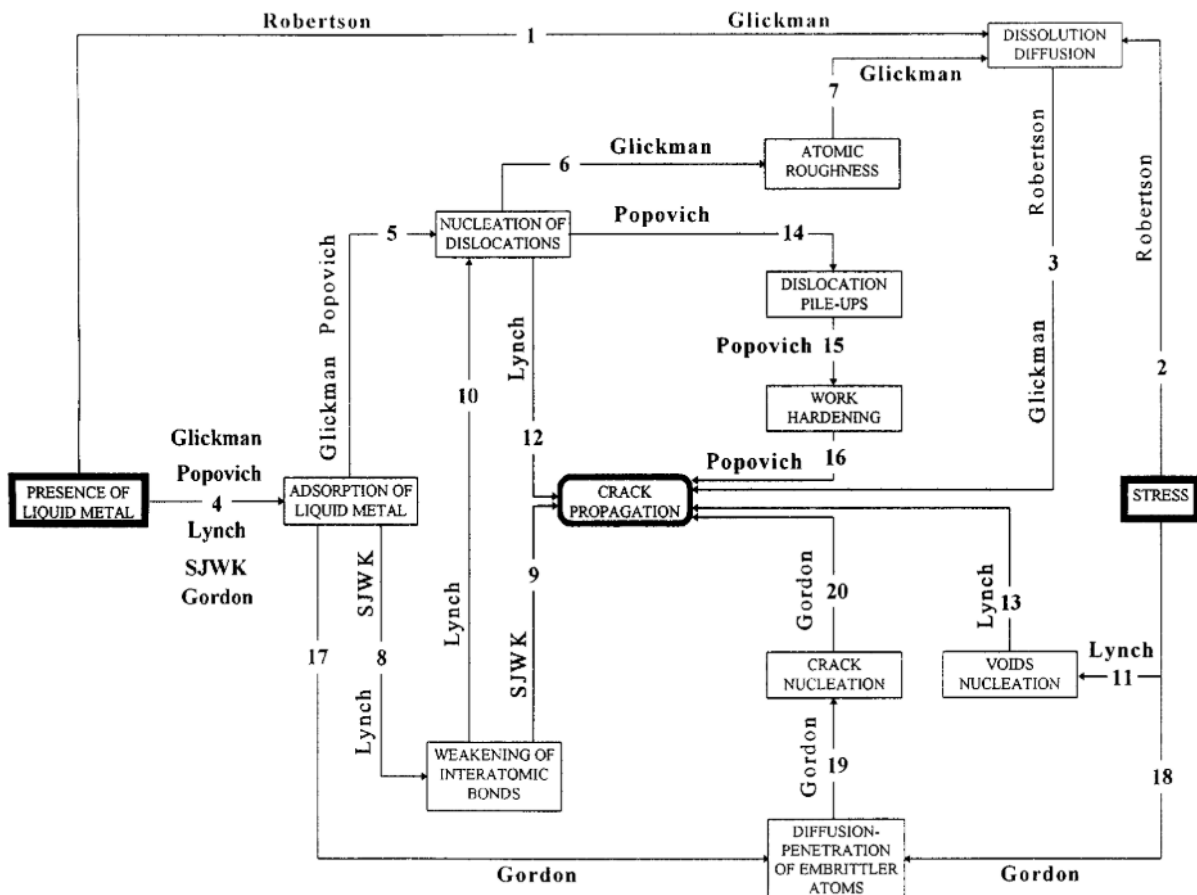 Robertson
1
Glickman
DISSOLUTION
DIFFUSION
7
Glickman
6
Glickman
ATOMIC
ROUGHNESS
Robertson
Robertson
Glickman Popovich
5
NUCLEATION OF
DISLOCATIONS
Popovich
14
3
DISLOCATION
PILE-UPS
Lynch
Popovich 15
Glickman
2
10
WORK
HARDENING
12
Popovich
16
Glickman
Popovich
4
Lynch
SJWK
Gordon
PRESENCE OF
LIQUID METAL
ADSORPTION OF
LIQUID METAL
CRACK
PROPAGATION
STRESS
SJWK
Lynch
9
Gordon
20
Lynch
13
17
8
SJWK
CRACK
NUCLEATION
VOIDS
NUCLEATION
Lynch
11
Lynch
WEAKENING OF
INTERATOMIC
BONDS
Gordon
19
18
DIFFUSION-
PENETRATION
OF EMBRITTLER
ATOMS
Gordon
Gordon